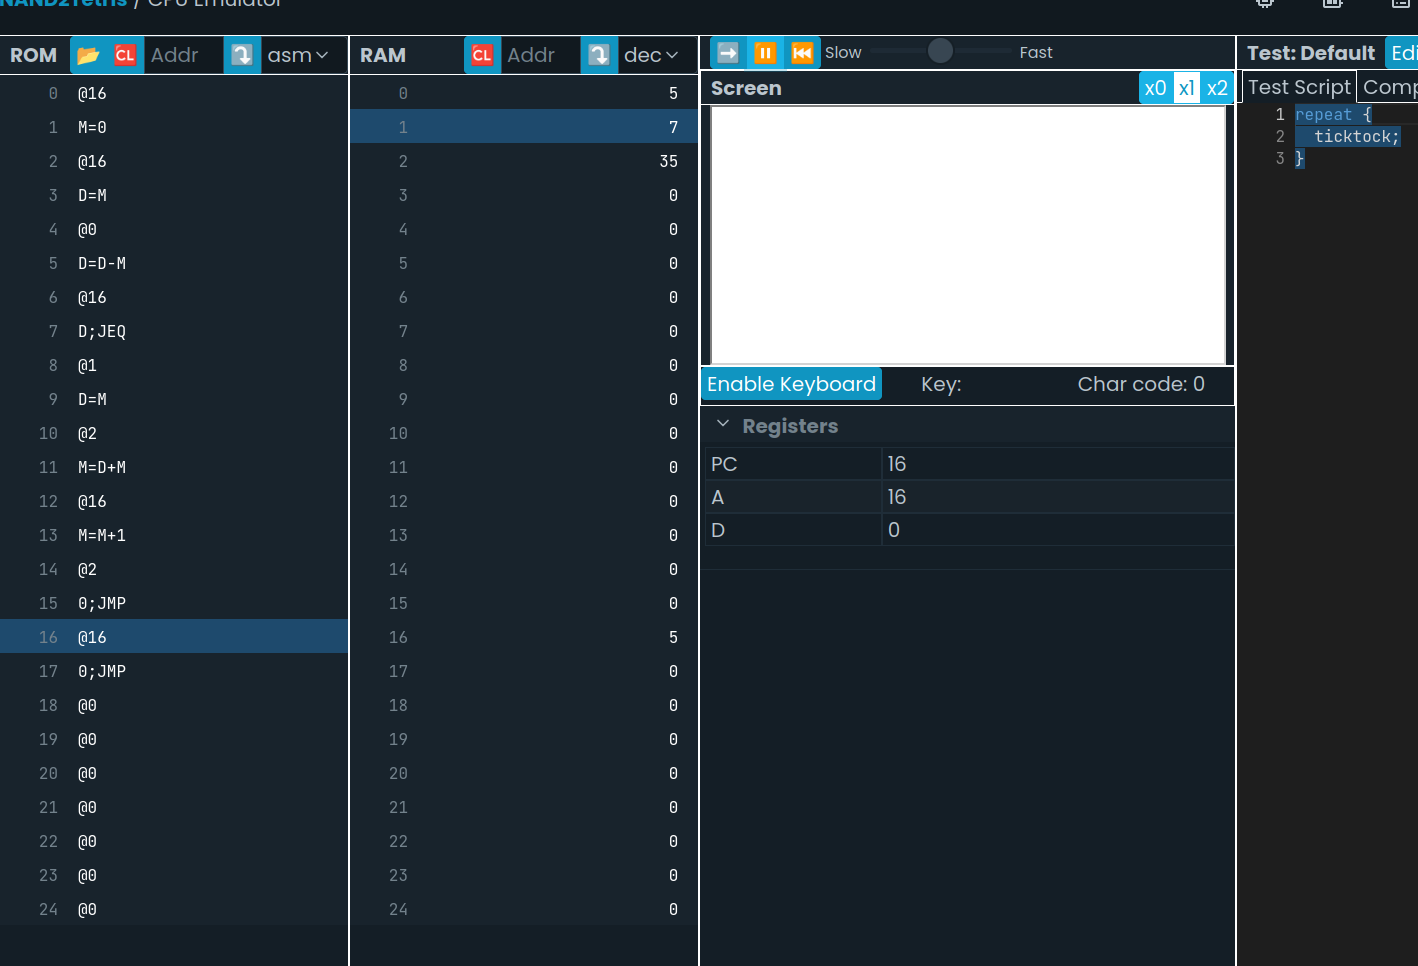 NAND2Tetris / CPU Emulator
ROM 📂 CL Addr ⤵ asm
0 @16
1 M=0
2 @16
3 D=M
4 @0
5 D=D-M
6 @16
7 D;JEQ
8 @1
9 D=M
10 @2
11 M=D+M
12 @16
13 M=M+1
14 @2
15 0;JMP
16 @16
17 0;JMP
18 @0
19 @0
20 @0
21 @0
22 @0
23 @0
24 @0
RAM CL Addr dec
0 5
1 7
2 35
3 0
4 0
5 0
6 0
7 0
8 0
9 0
10 0
11 0
12 0
13 0
14 0
15 0
16 5
17 0
18 0
19 0
20 0
21 0
22 0
23 0
24 0
Slow Fast
Screen x0 x1 x2
Enable Keyboard Key: Char code: 0
Registers
PC 16
A 16
D 0
Test: Default Edi
Test Script Comp
1 repeat {
2 ticktock;
3 }